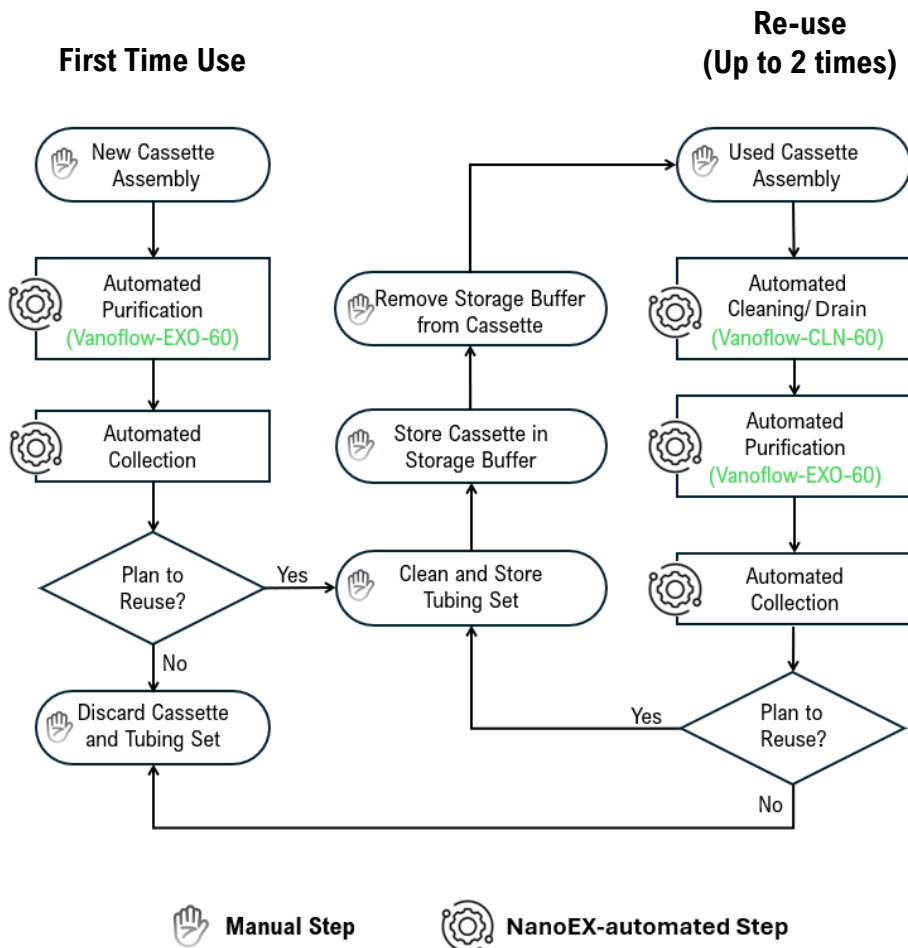 First Time Use
Re-use
(Up to 2 times)
New Cassette
Assembly
Automated
Purification
(Vanoflow-EXO-60)
Automated
Collection
Plan to
Reuse?
Yes
No
Discard Cassette
and Tubing Set
Remove Storage Buffer
from Cassette
Store Cassette in
Storage Buffer
Clean and Store
Tubing Set
Used Cassette
Assembly
Automated
Cleaning/ Drain
(Vanoflow-CLN-60)
Automated
Purification
(Vanoflow-EXO-60)
Automated
Collection
Plan to
Reuse?
Yes
No
Manual Step
NanoEX-automated Step